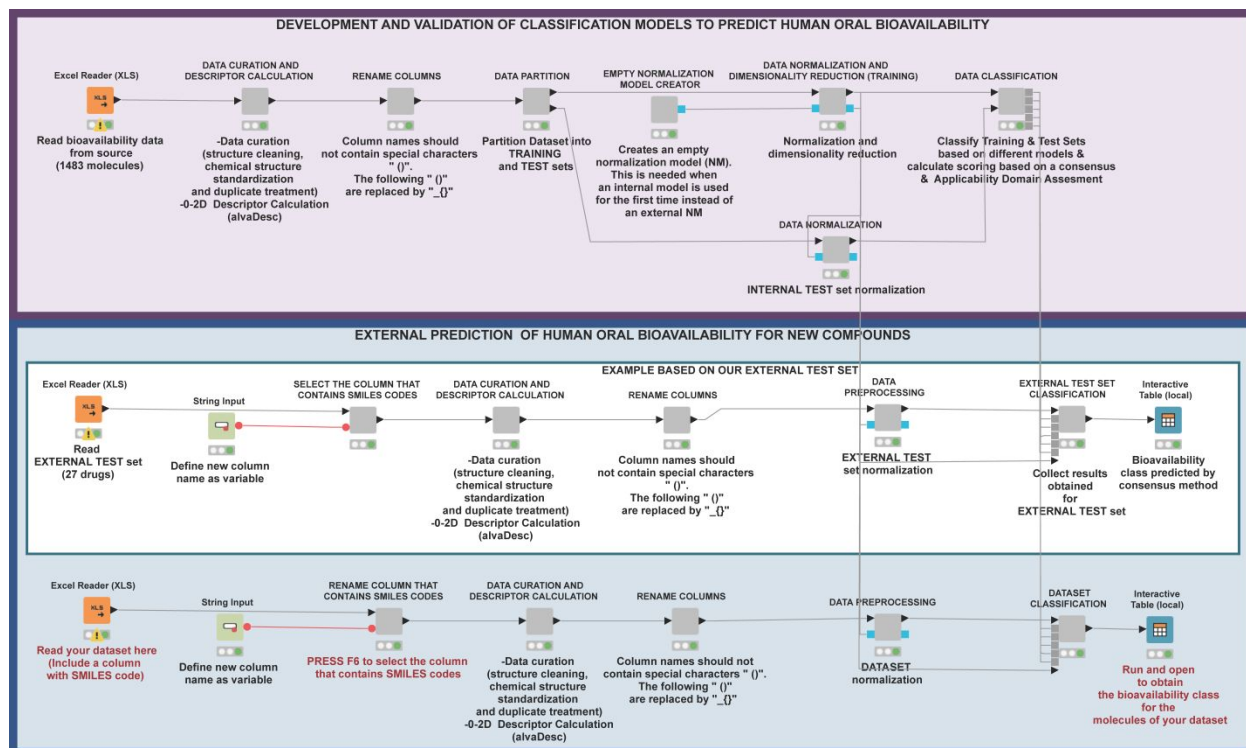 DEVELOPMENT AND VALIDATION OF CLASSIFICATION MODELS TO PREDICT HUMAN ORAL BIOAVAILABILITY
Excel Reader (XLS)
XLS
Read bioavailability data
from source
(1483 molecules)
DATA CURATION AND
DESCRIPTOR CALCULATION
-Data curation
(structure cleaning,
chemical structure
standardization
and duplicate treatment)
-0-2D Descriptor Calculation
(alvaDesc)
RENAME COLUMNS
Column names should
not contain special characters
" ()".
The following " ()"
are replaced by "_{}"
DATA PARTITION
Partition Dataset into
TRAINING
and TEST sets
EMPTY NORMALIZATION
MODEL CREATOR
Creates an empty
normalization model (NM).
This is needed when
an internal model is used
for the first time instead of
an external NM
DATA NORMALIZATION AND
DIMENSIONALITY REDUCTION (TRAINING)
Normalization and
dimensionality reduction
DATA CLASSIFICATION
Classify Training & Test Sets
based on different models &
calculate scoring based on a consensus
& Applicability Domain Assesment
DATA NORMALIZATION
INTERNAL TEST set normalization
EXTERNAL PREDICTION OF HUMAN ORAL BIOAVAILABILITY FOR NEW COMPOUNDS
EXAMPLE BASED ON OUR EXTERNAL TEST SET
Excel Reader (XLS)
XLS
Read
EXTERNAL TEST set
(27 drugs)
String Input
Define new column
name as variable
SELECT THE COLUMN THAT
CONTAINS SMILES CODES
DATA CURATION AND
DESCRIPTOR CALCULATION
-Data curation
(structure cleaning,
chemical structure
standardization
and duplicate treatment)
-0-2D Descriptor Calculation
(alvaDesc)
RENAME COLUMNS
Column names should
not contain special characters
" ()".
The following " ()"
are replaced by "_{}"
DATA
PREPROCESSING
EXTERNAL TEST
set normalization
EXTERNAL TEST SET
CLASSIFICATION
Collect results
obtained
for
EXTERNAL TEST set
Interactive
Table (local)
Bioavailability
class predicted by
consensus method
Excel Reader (XLS)
XLS
Read your dataset here
(Include a column
with SMILES code)
String Input
Define new column
name as variable
RENAME COLUMN THAT
CONTAINS SMILES CODES
PRESS F6 to select the column
that contains SMILES codes
DATA CURATION AND
DESCRIPTOR CALCULATION
-Data curation
(structure cleaning,
chemical structure
standardization
and duplicate treatment)
-0-2D Descriptor Calculation
(alvaDesc)
RENAME COLUMNS
Column names should not
contain special characters " ()".
The following " ()"
are replaced by "_{}"
DATA PREPROCESSING
DATASET
normalization
DATASET
CLASSIFICATION
Interactive
Table (local)
Run and open
to obtain
the bioavailability class
for the
molecules of your dataset